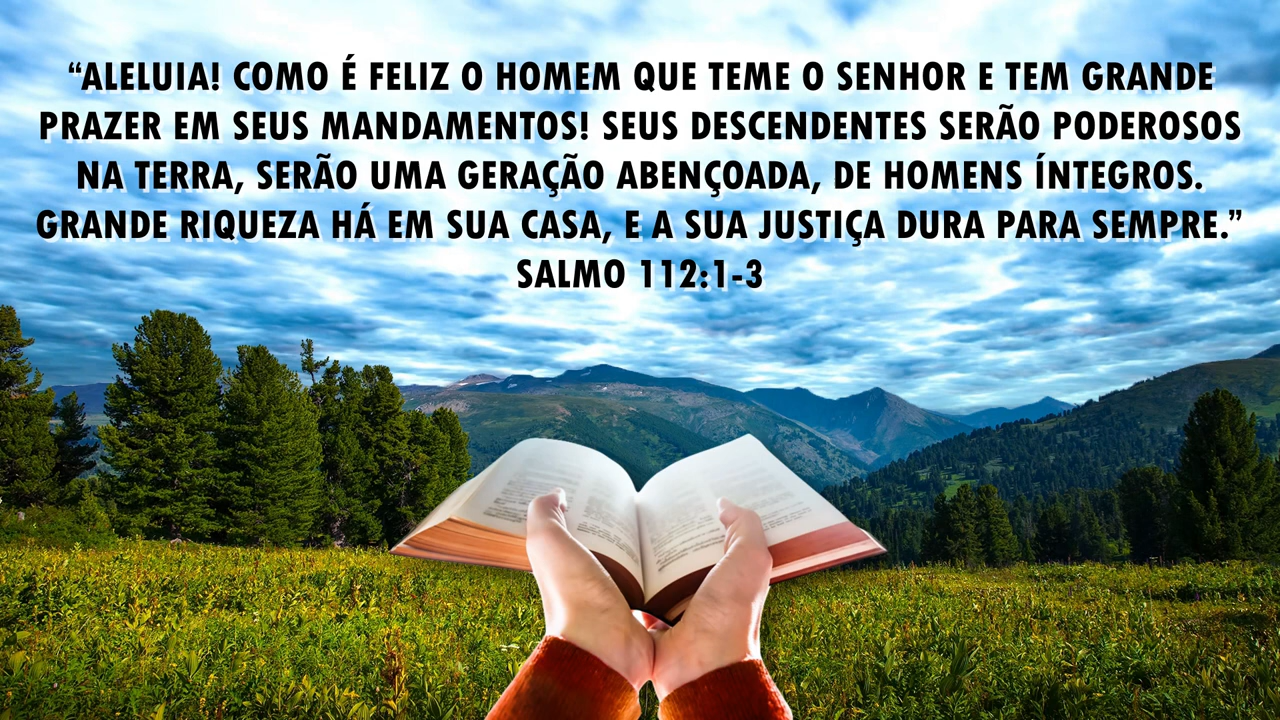 “ALELUIA! COMO É FELIZ O HOMEM QUE TEME O SENHOR E TEM GRANDE
PRAZER EM SEUS MANDAMENTOS! SEUS DESCENDENTES SERÃO PODEROSOS
NA TERRA, SERÃO UMA GERAÇÃO ABENÇOADA, DE HOMENS ÍNTEGROS.
GRANDE RIQUEZA HÁ EM SUA CASA, E A SUA JUSTIÇA DURA PARA SEMPRE.”
SALMO 112:1-3